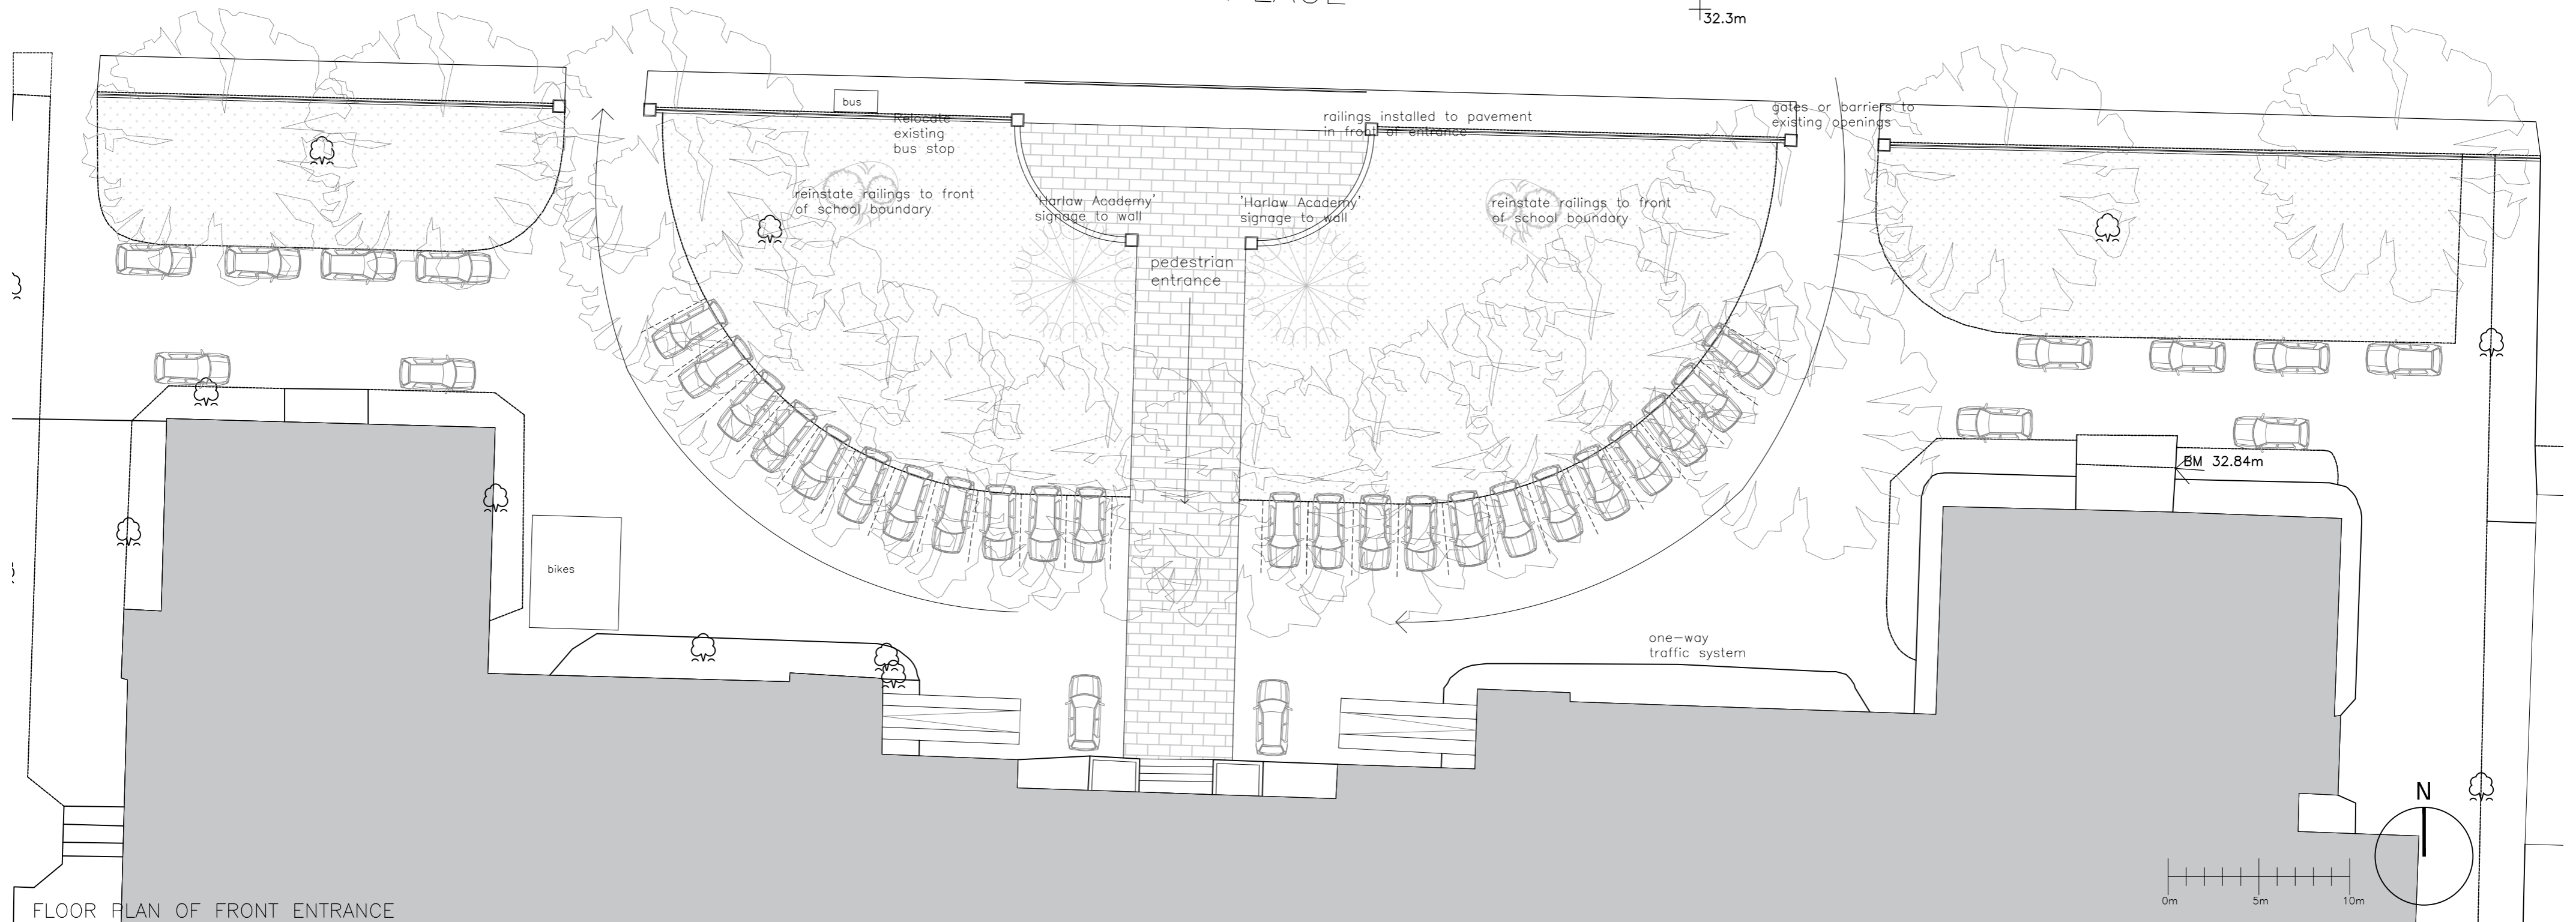 32.3m
bus
Relocate
existing
bus stop
railings installed to pavement
in front of entrance
gates or barriers to
existing openings
reinstate railings to front
of school boundary
'Harlaw Academy'
signage to wall
'Harlaw Academy'
signage to wall
reinstate railings to front
of school boundary
pedestrian
entrance
BM 32.84m
bikes
one-way
traffic system
N
0m 5m 10m
FLOOR PLAN OF FRONT ENTRANCE